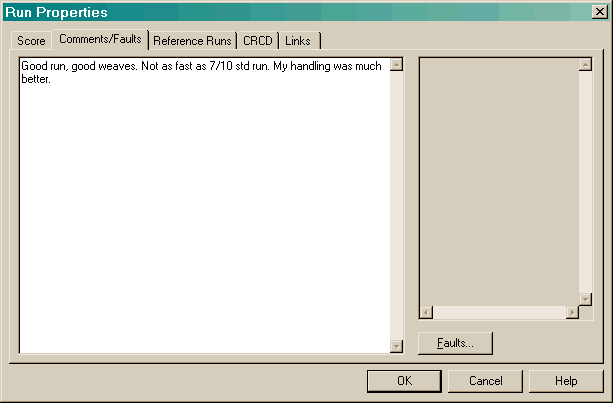 Run Properties
Score
Comments/Faults
Reference Runs
CRCD
Links
Good run, good weaves. Not as fast as 7/10 std run. My handling was much
better.
Faults...
OK
Cancel
Help